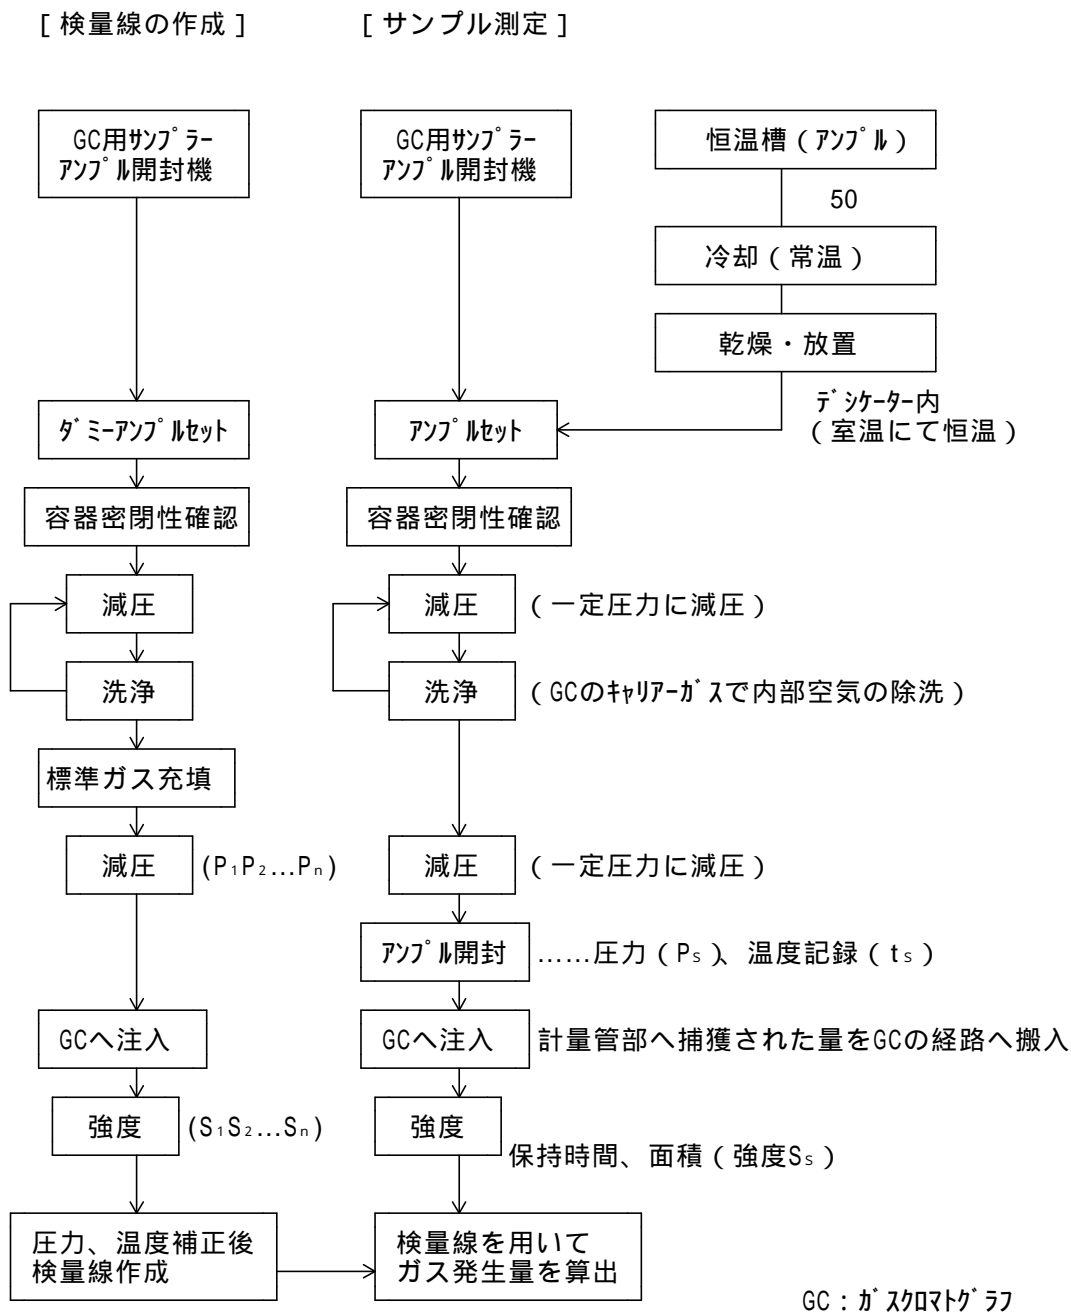 [ 検量線の作成 ]
[ サンプル測定 ]
GC用ｻﾝﾌﾟﾗｰ
ｱﾝﾌﾟﾙ開封機
GC用ｻﾝﾌﾟﾗｰ
ｱﾝﾌﾟﾙ開封機
恒温槽（ｱﾝﾌﾟﾙ）
50
冷却（常温）
乾燥・放置
ﾃﾞｼｹｰﾀｰ内
（室温にて恒温）
ﾀﾞﾐｰｱﾝﾌﾟﾙｾｯﾄ
ｱﾝﾌﾟﾙｾｯﾄ
容器密閉性確認
容器密閉性確認
減圧
減圧
（一定圧力に減圧）
洗浄
洗浄
（GCのｷｬﾘｱｰｶﾞｽで内部空気の除洗）
標準ガス充填
減圧
(P₁P₂...Pₙ)
減圧
（一定圧力に減圧）
ｱﾝﾌﾟﾙ開封
……圧力（Pₛ）、温度記録（tₛ）
GCへ注入
GCへ注入
計量管部へ捕獲された量をGCの経路へ搬入
強度
(S₁S₂...Sₙ)
強度
保持時間、面積（強度Sₛ）
圧力、温度補正後
検量線作成
検量線を用いて
ガス発生量を算出
GC：ｶﾞｽｸﾛﾏﾄｸﾞﾗﾌ